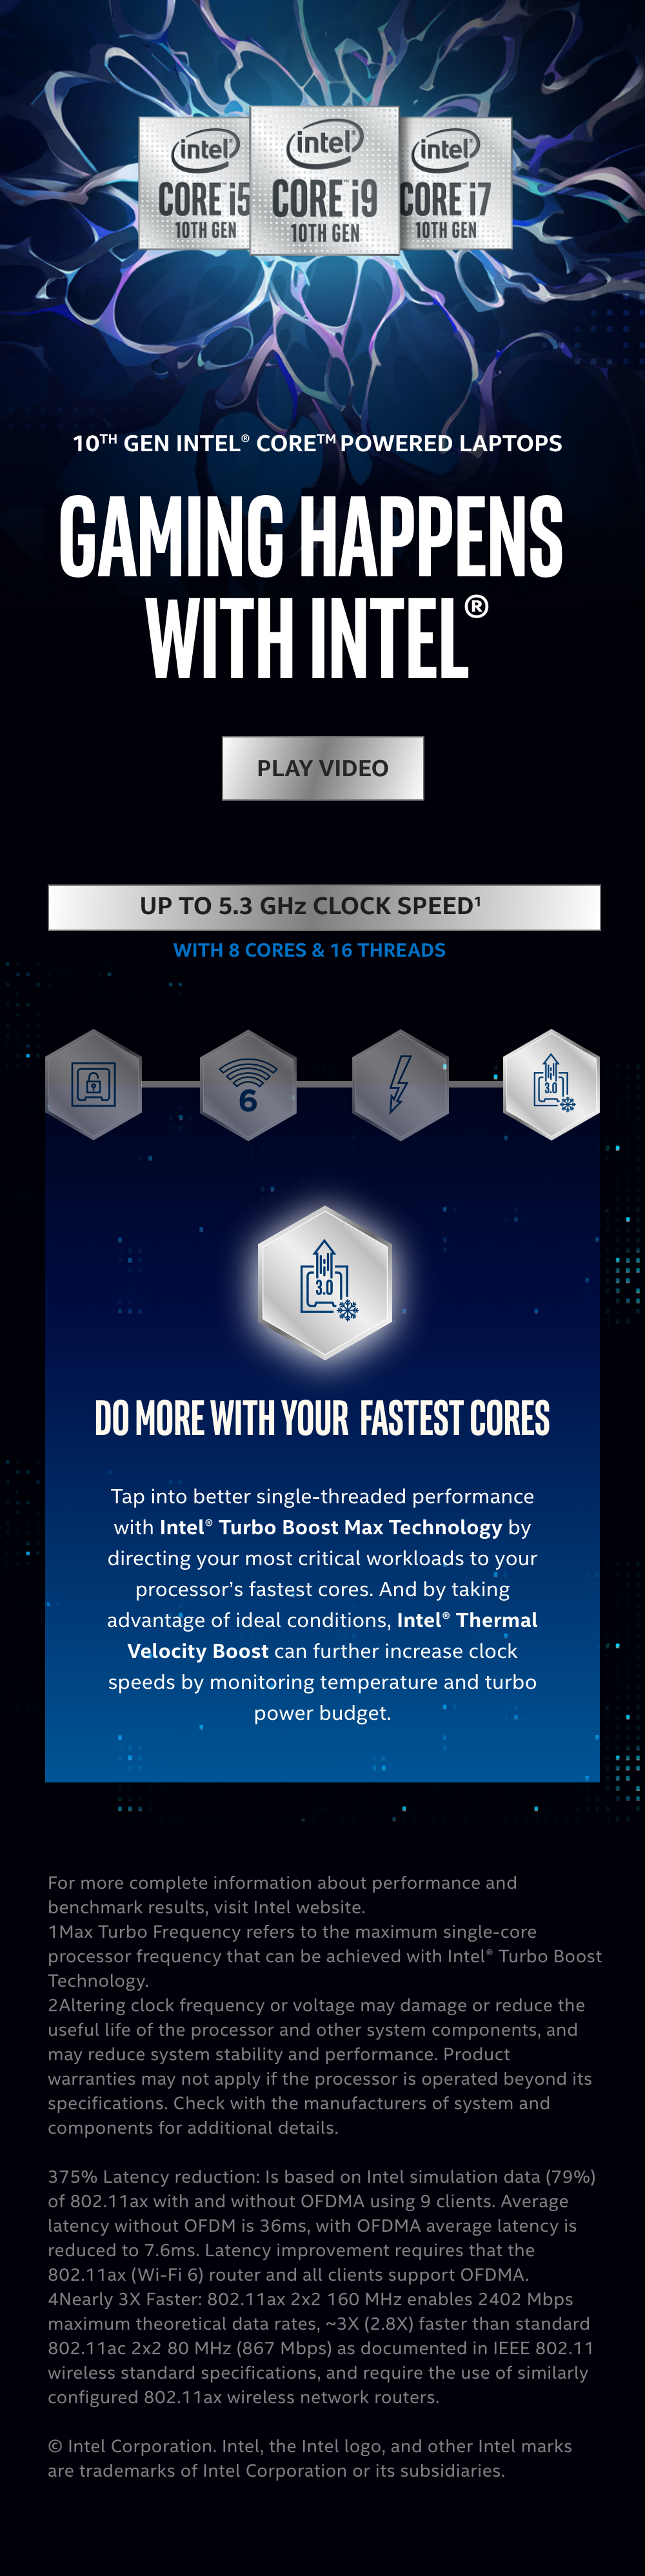 intel
CORE i5
10TH GEN
intel
CORE™ i9
10TH GEN
intel
CORE™ i7
10TH GEN
10TH GEN INTEL® CORE™ POWERED LAPTOPS
GAMING HAPPENS
WITH INTEL®
PLAY VIDEO
UP TO 5.3 GHz CLOCK SPEED1
WITH 8 CORES & 16 THREADS
6
3.0
3.0
DO MORE WITH YOUR FASTEST CORES
Tap into better single-threaded performance
with Intel® Turbo Boost Max Technology by
directing your most critical workloads to your
processor’s fastest cores. And by taking
advantage of ideal conditions, Intel® Thermal
Velocity Boost can further increase clock
speeds by monitoring temperature and turbo
power budget.
For more complete information about performance and
benchmark results, visit Intel website.
1Max Turbo Frequency refers to the maximum single-core
processor frequency that can be achieved with Intel® Turbo Boost
Technology.
2Altering clock frequency or voltage may damage or reduce the
useful life of the processor and other system components, and
may reduce system stability and performance. Product
warranties may not apply if the processor is operated beyond its
specifications. Check with the manufacturers of system and
components for additional details.
375% Latency reduction: Is based on Intel simulation data (79%)
of 802.11ax with and without OFDMA using 9 clients. Average
latency without OFDM is 36ms, with OFDMA average latency is
reduced to 7.6ms. Latency improvement requires that the
802.11ax (Wi-Fi 6) router and all clients support OFDMA.
4Nearly 3X Faster: 802.11ax 2x2 160 MHz enables 2402 Mbps
maximum theoretical data rates, ~3X (2.8X) faster than standard
802.11ac 2x2 80 MHz (867 Mbps) as documented in IEEE 802.11
wireless standard specifications, and require the use of similarly
configured 802.11ax wireless network routers.
© Intel Corporation. Intel, the Intel logo, and other Intel marks
are trademarks of Intel Corporation or its subsidiaries.